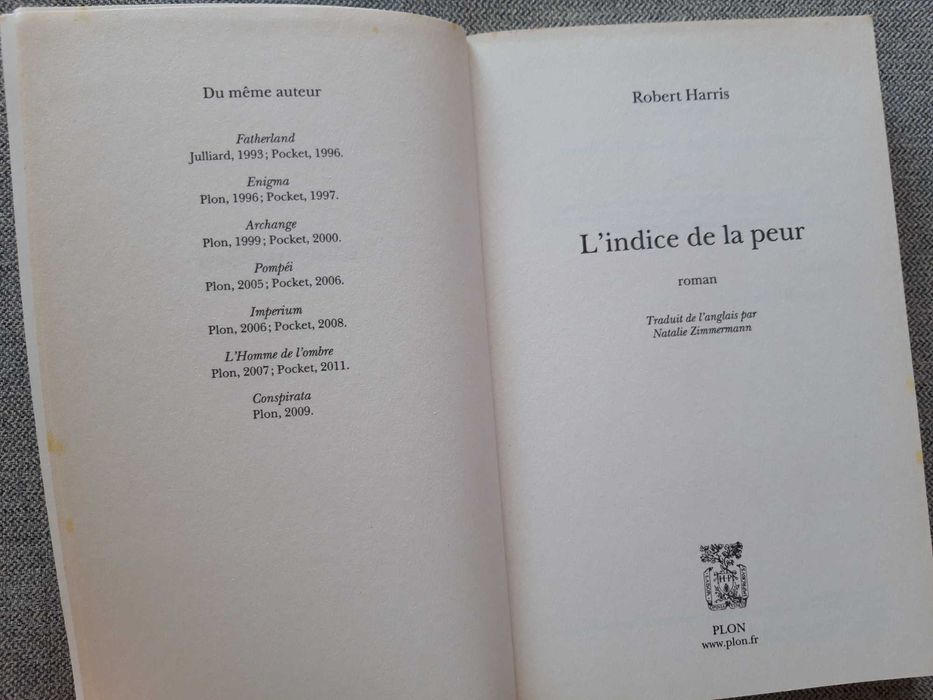 Du même auteur
Fatherland
Julliard, 1993 ; Pocket, 1996.
Enigma
Plon, 1996 ; Pocket, 1997.
Archange
Plon, 1999 ; Pocket, 2000.
Pompéi
Plon, 2005 ; Pocket, 2006.
Imperium
Plon, 2006 ; Pocket, 2008.
L'Homme de l'ombre
Plon, 2007 ; Pocket, 2011.
Conspirata
Plon, 2009.
Robert Harris
L'indice de la peur
roman
Traduit de l'anglais par
Natalie Zimmermann
PLON
www.plon.fr